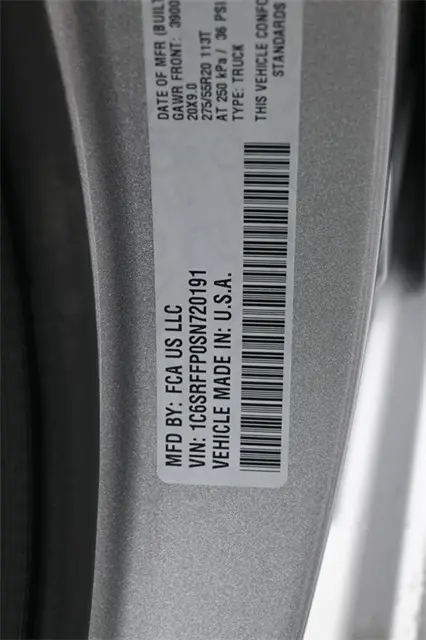 MFD BY: FCA US LLC
VIN: 1C6SRFFP0SN720191
VEHICLE MADE IN: U.S.A.
DATE OF MFR (BUILT
GAWR FRONT: 3900
20X9.0
275/55R20 113T
AT 250 kPa / 36 PSI
TYPE: TRUCK
THIS VEHICLE CONFO
STANDARDS